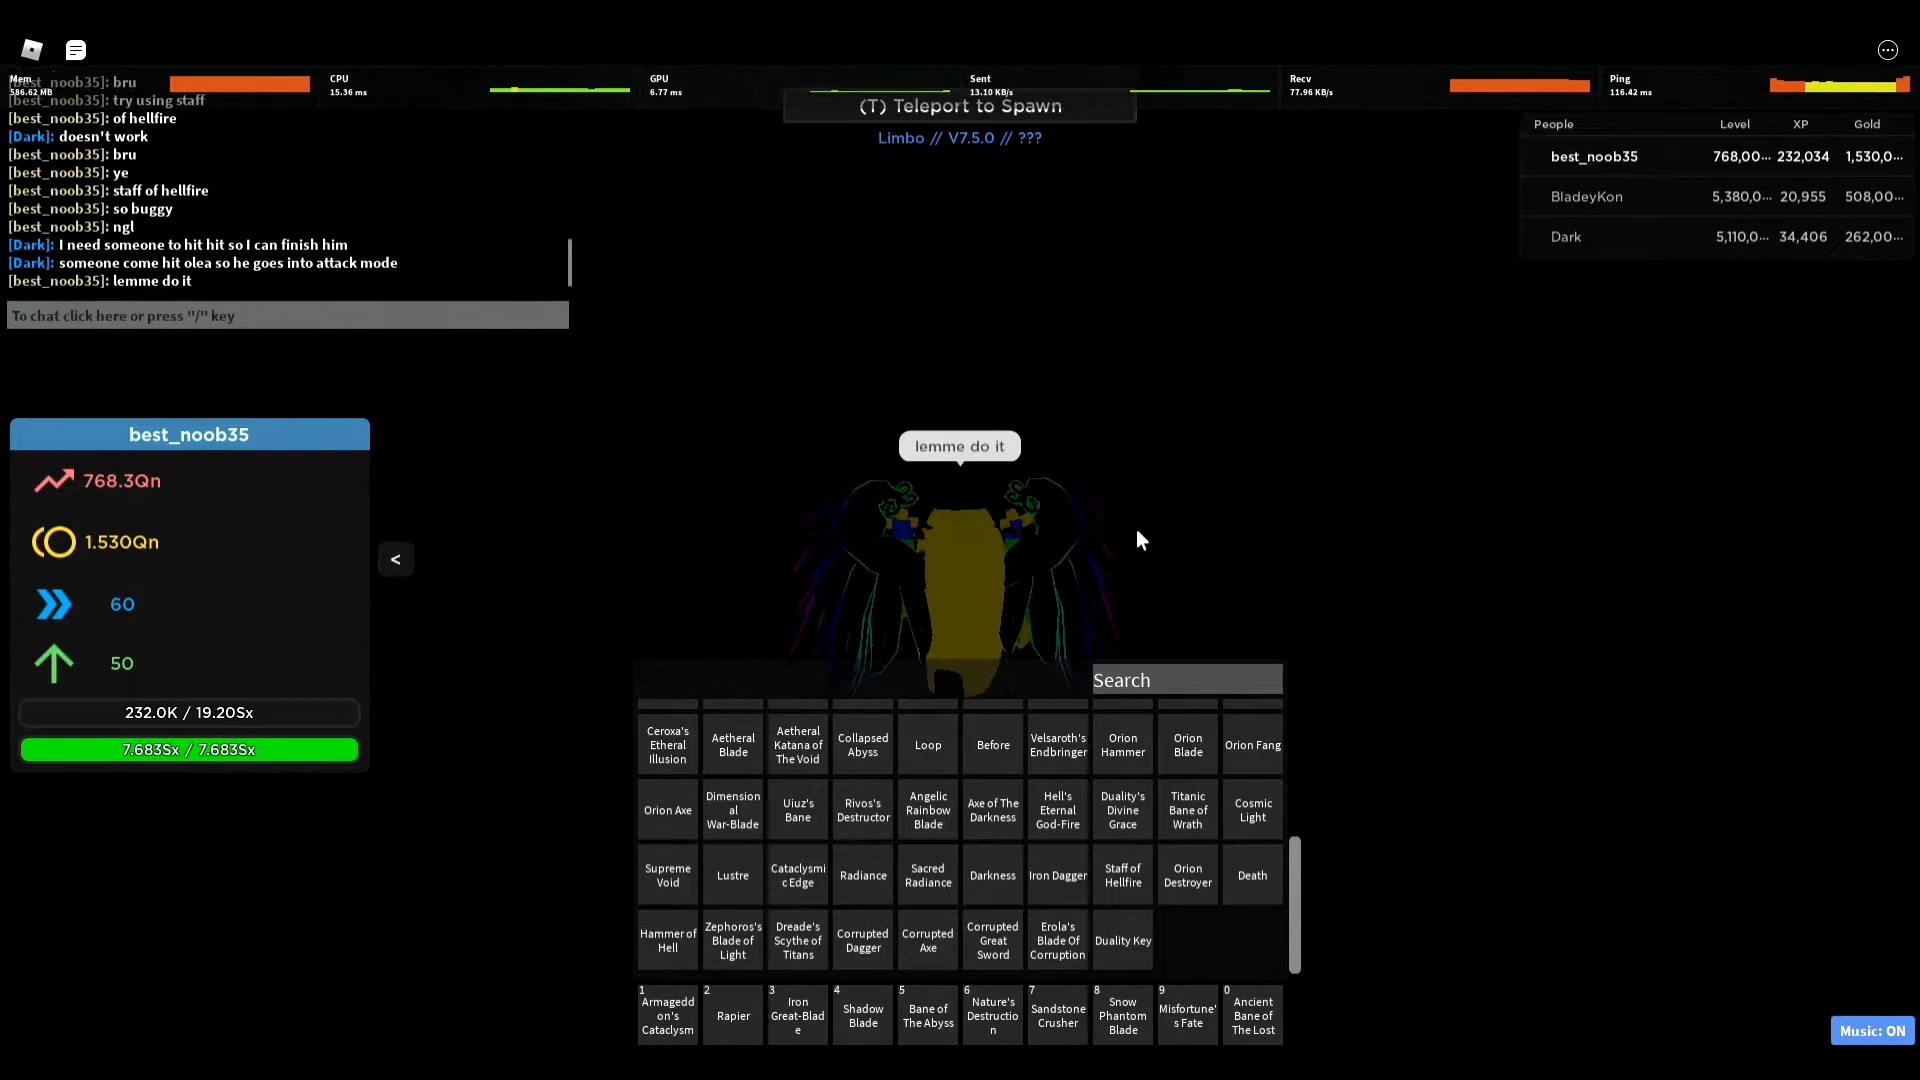 Mem
586.62 MB
CPU
15.36 ms
GPU
6.77 ms
Sent
13.10 KB/s
Recv
77.96 KB/s
Ping
116.42 ms
[best_noob35]: bru
[best_noob35]: try using staff
[best_noob35]: of hellfire
[Dark]: doesn't work
[best_noob35]: bru
[best_noob35]: ye
[best_noob35]: staff of hellfire
[best_noob35]: so buggy
[best_noob35]: ngl
[Dark]: I need someone to hit hit so I can finish him
[Dark]: someone come hit olea so he goes into attack mode
[best_noob35]: lemme do it
To chat click here or press "/" key
(T) Teleport to Spawn
Limbo // V7.5.0 // ???
People Level XP Gold
best_noob35 768,00... 232,034 1,530,0...
BladeyKon 5,380,0... 20,955 508,00...
Dark 5,110,0... 34,406 262,00...
best_noob35
768.3Qn
1.530Qn
60
50
232.0K / 19.20Sx
7.683Sx / 7.683Sx
<
lemme do it
Search
Ceroxa's
Etheral
Illusion
Aetheral
Blade
Aetheral
Katana of
The Void
Collapsed
Abyss
Loop
Before
Velsaroth's
Endbringer
Orion
Hammer
Orion
Blade
Orion Fang
Orion Axe
Dimension
al
War-Blade
Uiuz's
Bane
Rivos's
Destructor
Angelic
Rainbow
Blade
Axe of The
Darkness
Hell's
Eternal
God-Fire
Duality's
Divine
Grace
Titanic
Bane of
Wrath
Cosmic
Light
Supreme
Void
Lustre
Cataclysmi
c Edge
Radiance
Sacred
Radiance
Darkness
Iron Dagger
Staff of
Hellfire
Orion
Destroyer
Death
Hammer of
Hell
Zephoros's
Blade of
Light
Dreade's
Scythe of
Titans
Corrupted
Dagger
Corrupted
Axe
Corrupted
Great
Sword
Erola's
Blade Of
Corruption
Duality Key
1
Armagedd
on's
Cataclysm
2
Rapier
3
Iron
Great-Blad
e
4
Shadow
Blade
5
Bane of
The Abyss
6
Nature's
Destructio
n
7
Sandstone
Crusher
8
Snow
Phantom
Blade
9
Misfortune'
s Fate
0
Ancient
Bane of
The Lost
Music: ON